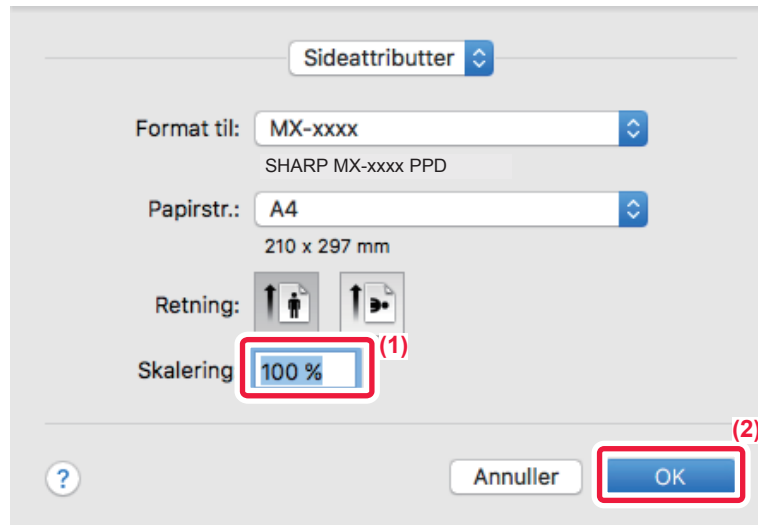 Sideattributter
Format til: MX-xxxx
SHARP MX-xxxx PPD
Papirstr.: A4
210 x 297 mm
Retning:
(1)
Skalering 100 %
(2)
? Annuller OK